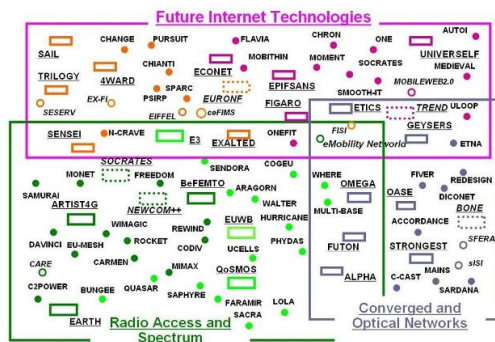 Future Internet Technologies
CHANGE PURSUIT FLAVIA CHRON ONE AUTOI
SAIL CHIANTI MOBITHIN MOMENT SOCRATES UNIVERSELF
TRILOGY 4WARD ECONET EPIFSANS SMOOTH-IT MEDIEVAL
SPARC MOBILEWEB2.0
EX-FI PSIRP EURONF FIGARO ETICS TREND ULOOP
SESERV EIFFEL ceFIMS GEYSERS
SENSEI N-CRAVE E3 EXALTED ONEFIT FISI eMobility Networld ETNA
SOCRATES SENDORA COGEU
MONET FREEDOM WHERE FIVER REDESIGN
SAMURAI BeFEMTO ARAGORN OMEGA OASE DICONET
ARTIST4G NEWCOM++ WALTER MULTI-BASE BONE
WIMAGIC REWIND EUWB HURRICANE ACCORDANCE
DAVINCI EU-MESH ROCKET CODIV PHYDAS FUTON STRONGEST SFERA
CARE CARMEN MIMAX UCELLS QoSMOS MAINS sISI
C2POWER QUASAR ALPHA C-CAST
BUNGEE SAPHYRE FARAMIR LOLA SARDANA
EARTH SACRA
Radio Access and Spectrum
Converged and Optical Networks